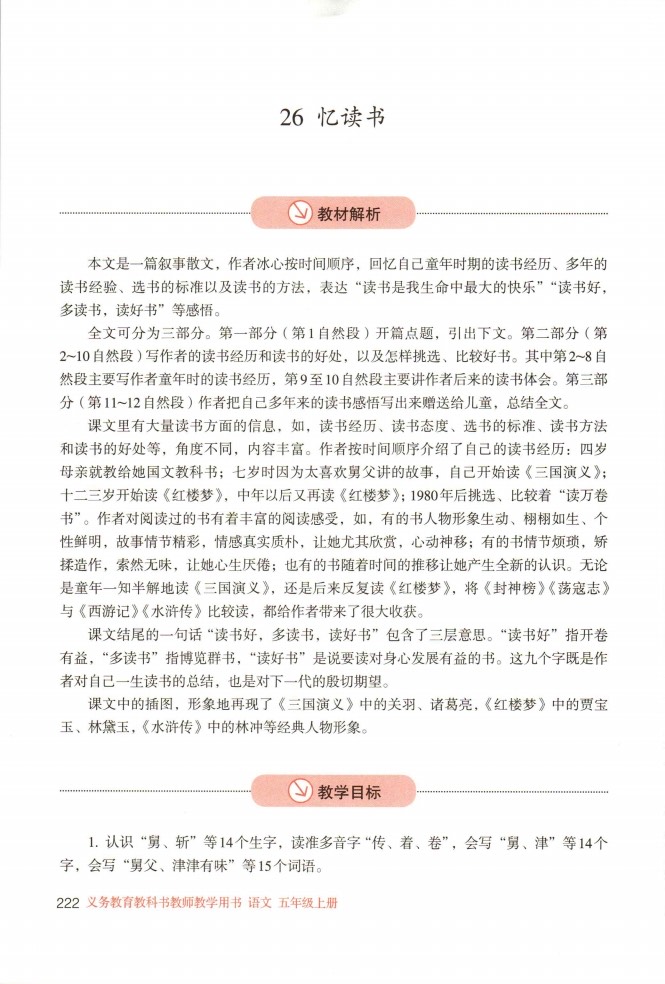 26 忆读书
教材解析
本文是一篇叙事散文，作者冰心按时间顺序，回忆自己童年时期的读书经历、多年的
读书经验、选书的标准以及读书的方法，表达“读书是我生命中最大的快乐”“读书好，
多读书，读好书”等感悟。
全文可分为三部分。第一部分（第1自然段）开篇点题，引出下文。第二部分（第
2~10自然段）写作者的读书经历和读书的好处，以及怎样挑选、比较好书。其中第2~8自
然段主要写作者童年时的读书经历，第9至10自然段主要讲作者后来的读书体会。第三部
分（第11~12自然段）作者把自己多年来的读书感悟写出来赠送给儿童，总结全文。
课文里有大量读书方面的信息，如，读书经历、读书态度、选书的标准、读书方法
和读书的好处等，角度不同，内容丰富。作者按时间顺序介绍了自己的读书经历：四岁
母亲就教给她国文教科书；七岁时因为太喜欢舅父讲的故事，自己开始读《三国演义》；
十二三岁开始读《红楼梦》，中年以后又再读《红楼梦》；1980年后挑选、比较着“读万卷
书”。作者对阅读过的书有着丰富的阅读感受，如，有的书人物形象生动、栩栩如生、个
性鲜明，故事情节精彩，情感真实质朴，让她尤其欣赏，心动神移；有的书情节烦琐，矫
揉造作，索然无味，让她心生厌倦；也有的书随着时间的推移让她产生全新的认识。无论
是童年一知半解地读《三国演义》，还是后来反复读《红楼梦》，将《封神榜》《荡寇志》
与《西游记》《水浒传》比较读，都给作者带来了很大收获。
课文结尾的一句话“读书好，多读书，读好书”包含了三层意思。“读书好”指开卷
有益，“多读书”指博览群书，“读好书”是说要读对身心发展有益的书。这九个字既是作
者对自己一生读书的总结，也是对下一代的殷切期望。
课文中的插图，形象地再现了《三国演义》中的关羽、诸葛亮，《红楼梦》中的贾宝
玉、林黛玉，《水浒传》中的林冲等经典人物形象。
教学目标
1. 认识“舅、斩”等14个生字，读准多音字“传、着、卷”，会写“舅、津”等14个
字，会写“舅父、津津有味”等15个词语。
222 义务教育教科书教师教学用书 语文 五年级上册